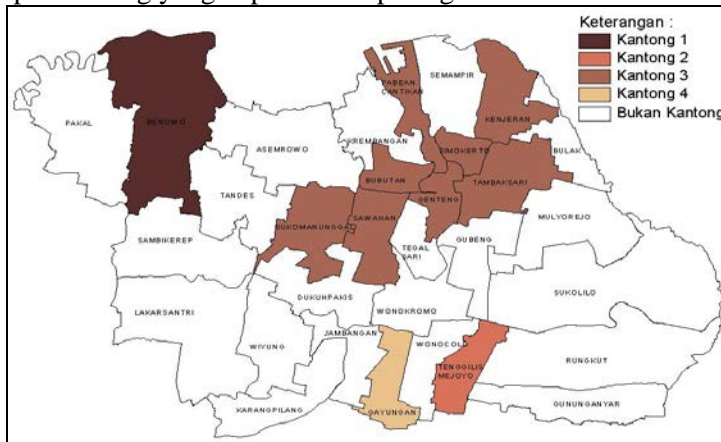 Keterangan :
Kantong 1
Kantong 2
Kantong 3
Kantong 4
Bukan Kantong
PABEAN
CANTIKAN
SEMAMPIR
PAKAL
BENOWO
KENJERAN
KREMBANGAN
ASEMROWO
SIMOKERTO
BULAK
BUBUTAN
TAMBAKSARI
TANDES
GENTENG
SAWAHAN
MULYOREJO
SUKOMANUNGGAL
SAMBIKEREP
TEGAL
SARI
GUBENG
SUKOLILO
DUKUHPAKIS
LAKARSANTRI
WONOKROMO
JAMBANGAN
WIYUNG
WONOCOLO
RUNGKUT
TENGGILIS
MEJOYO
KARANGPILANG
GAYUNGAN
GUNUNGANYAR